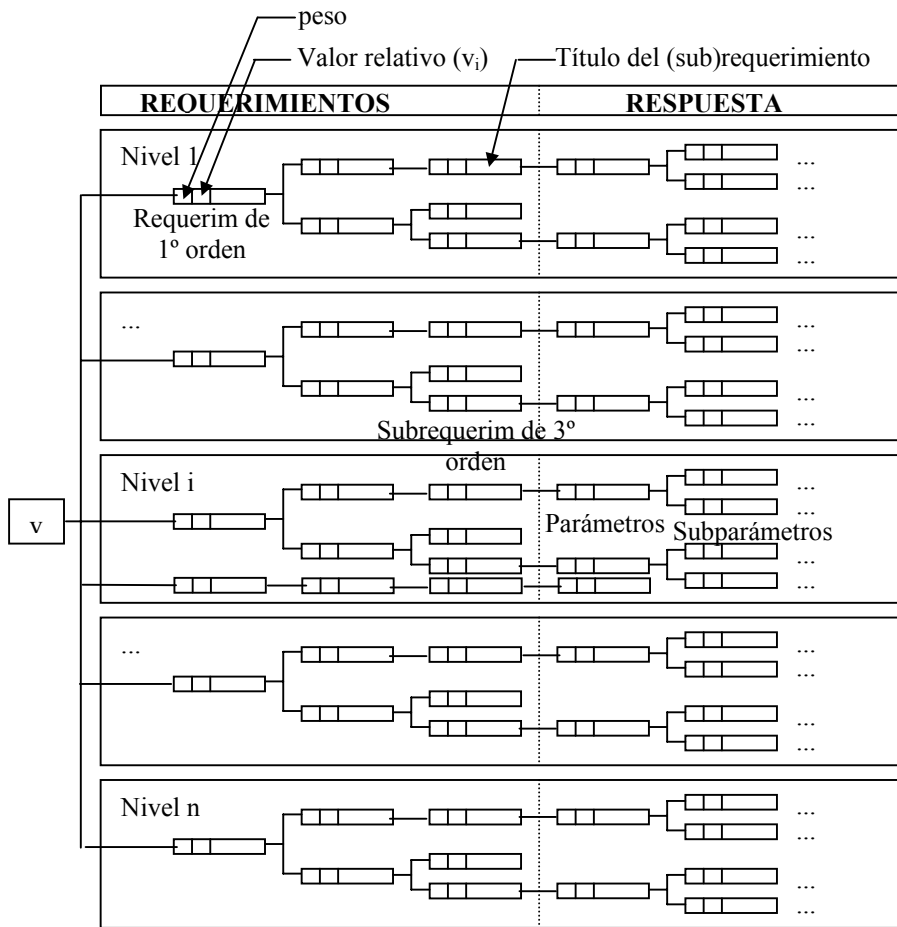 peso
Valor relativo (vi)
Título del (sub)requerimiento
REQUERIMIENTOS
RESPUESTA
Nivel 1
...
...
Requerim de
1º orden
...
...
...
...
...
...
...
Subrequerim de 3º
orden
Nivel i
...
...
v
Parámetros
Subparámetros
...
...
...
...
...
...
...
Nivel n
...
...
...
...